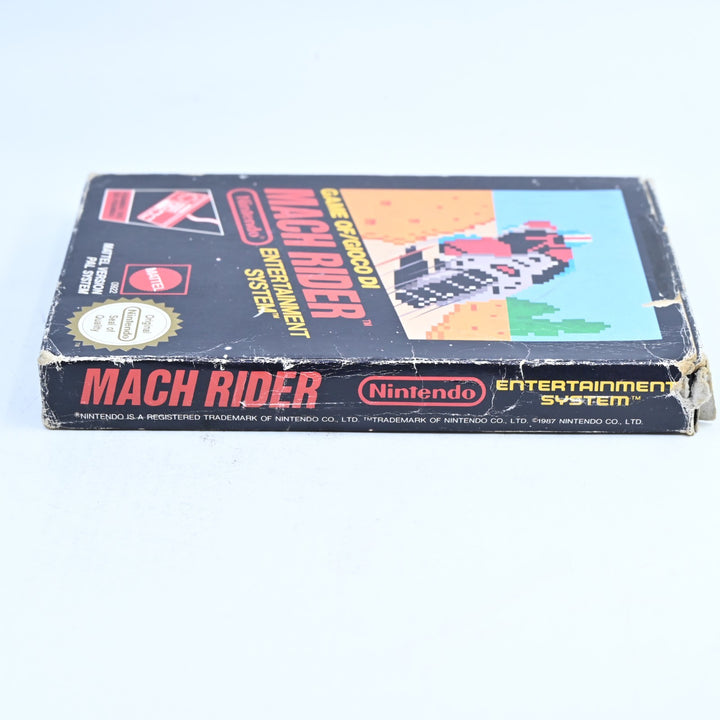 GAME OF/GIOCO DI
MACH RIDER™
Nintendo
ENTERTAINMENT
SYSTEM
MATTEL
MATTEL VERSION
PAL SYSTEM
Original
Nintendo
Seal of
Quality
MACH RIDER
Nintendo
ENTERTAINMENT
SYSTEM™
NINTENDO IS A REGISTERED TRADEMARK OF NINTENDO CO., LTD. ™TRADEMARK OF NINTENDO CO., LTD. ©1987 NINTENDO CO., LTD.